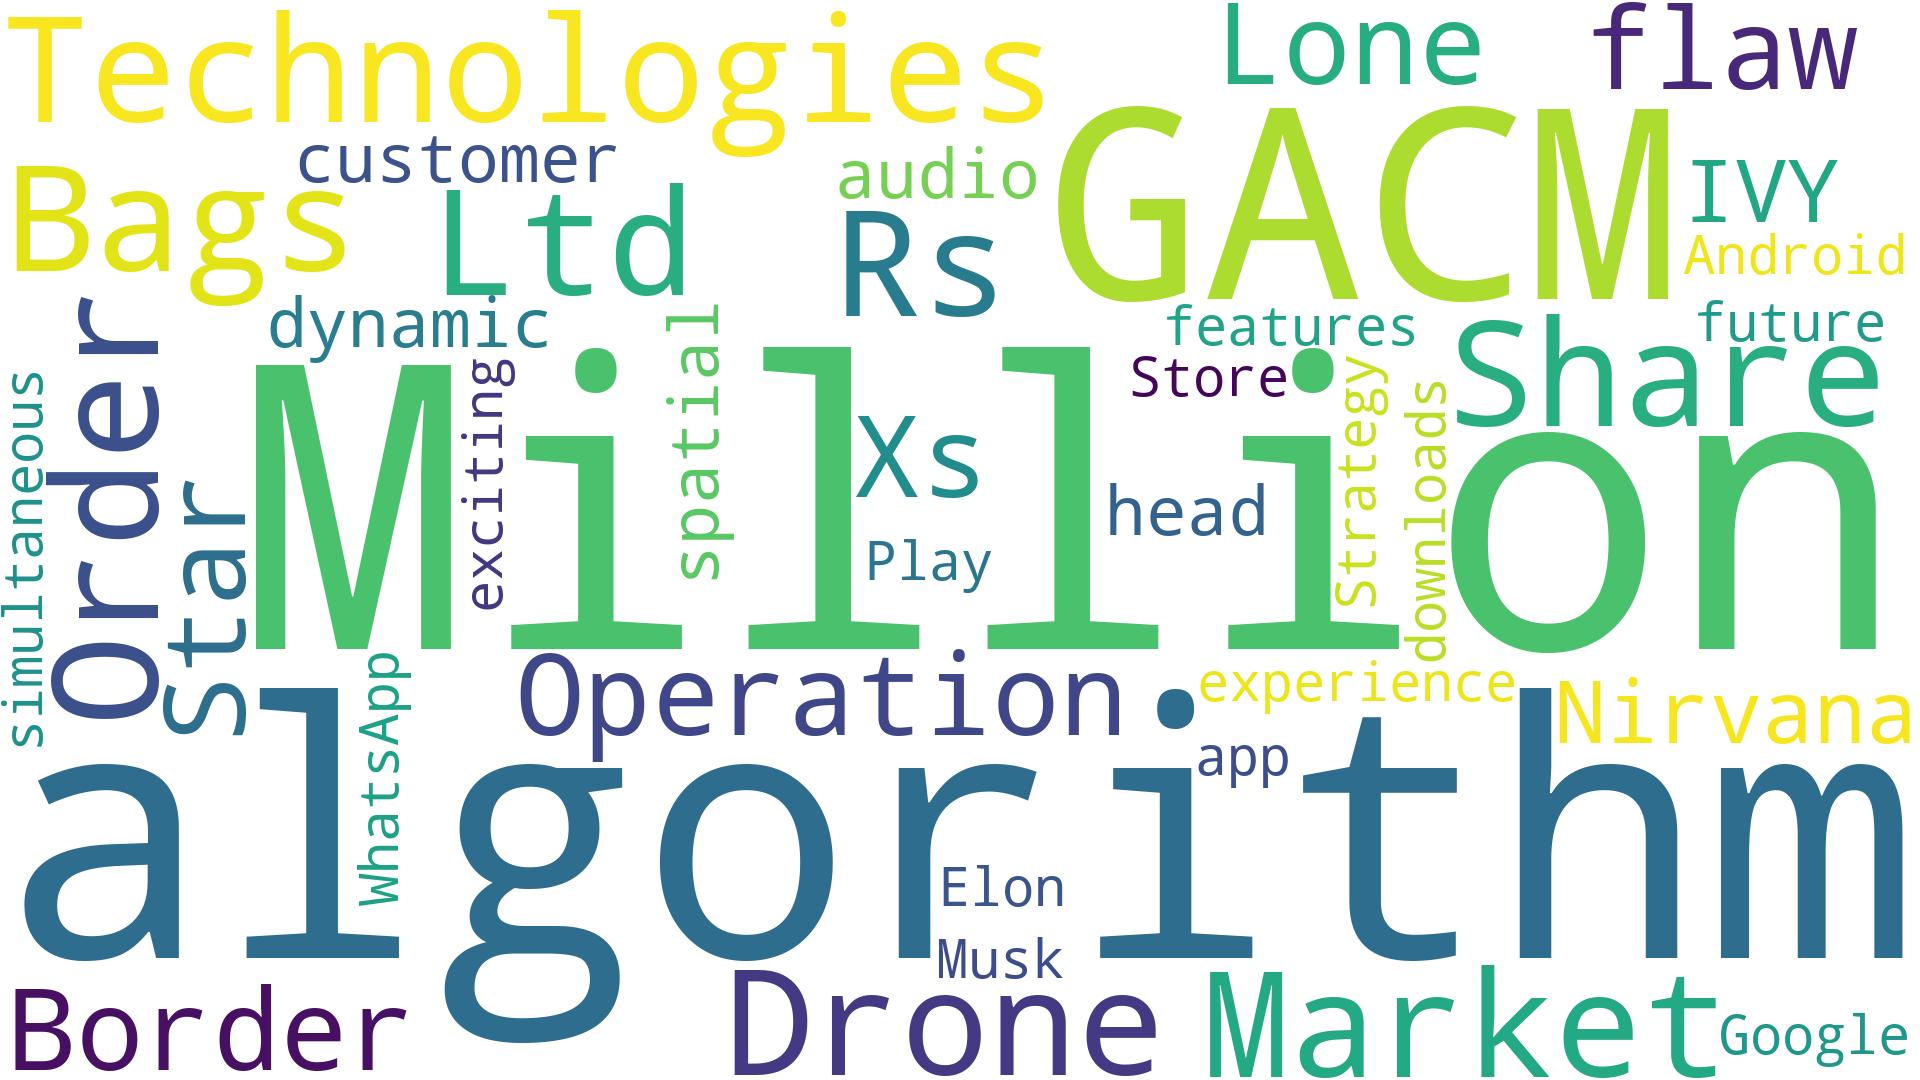 Technologies
Lone
flaw
GACM
customer
audio
Bags
Ltd
Rs
IVY
Android
dynamic
features
future
Order
spatial
Share
Store
Million
exciting
Strategy
simultaneous
downloads
Xs
head
Star
Play
Operation
experience
Nirvana
WhatsApp
algorithm
app
Elon
Musk
Border
Drone
Market
Google